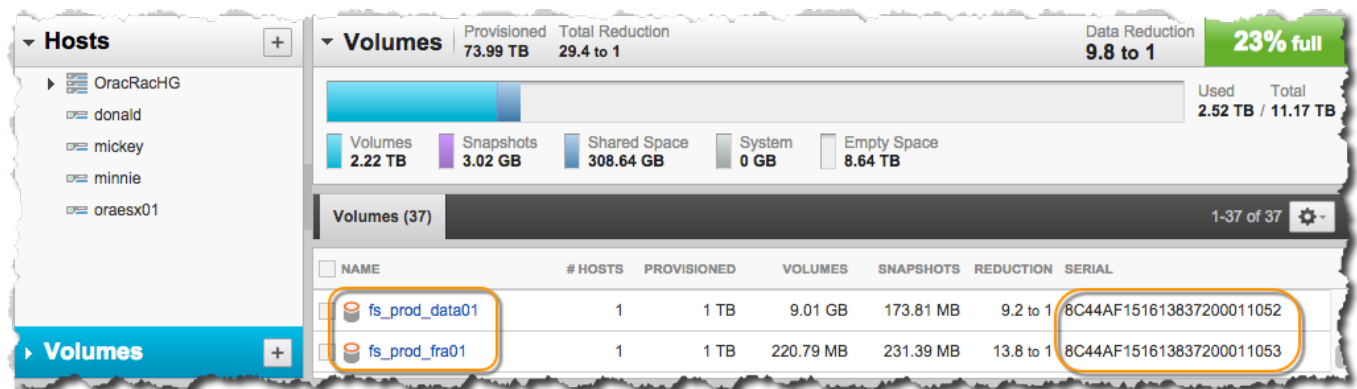 Hosts
+
OracRacHG
donald
mickey
minnie
oraesx01
Volumes
+
Volumes
Provisioned
73.99 TB
Total Reduction
29.4 to 1
Data Reduction
9.8 to 1
23% full
Used Total
2.52 TB / 11.17 TB
Volumes
2.22 TB
Snapshots
3.02 GB
Shared Space
308.64 GB
System
0 GB
Empty Space
8.64 TB
Volumes (37)
1-37 of 37
NAME # HOSTS PROVISIONED VOLUMES SNAPSHOTS REDUCTION SERIAL
fs_prod_data01 1 1 TB 9.01 GB 173.81 MB 9.2 to 1 8C44AF151613837200011052
fs_prod_fra01 1 1 TB 220.79 MB 231.39 MB 13.8 to 1 8C44AF151613837200011053